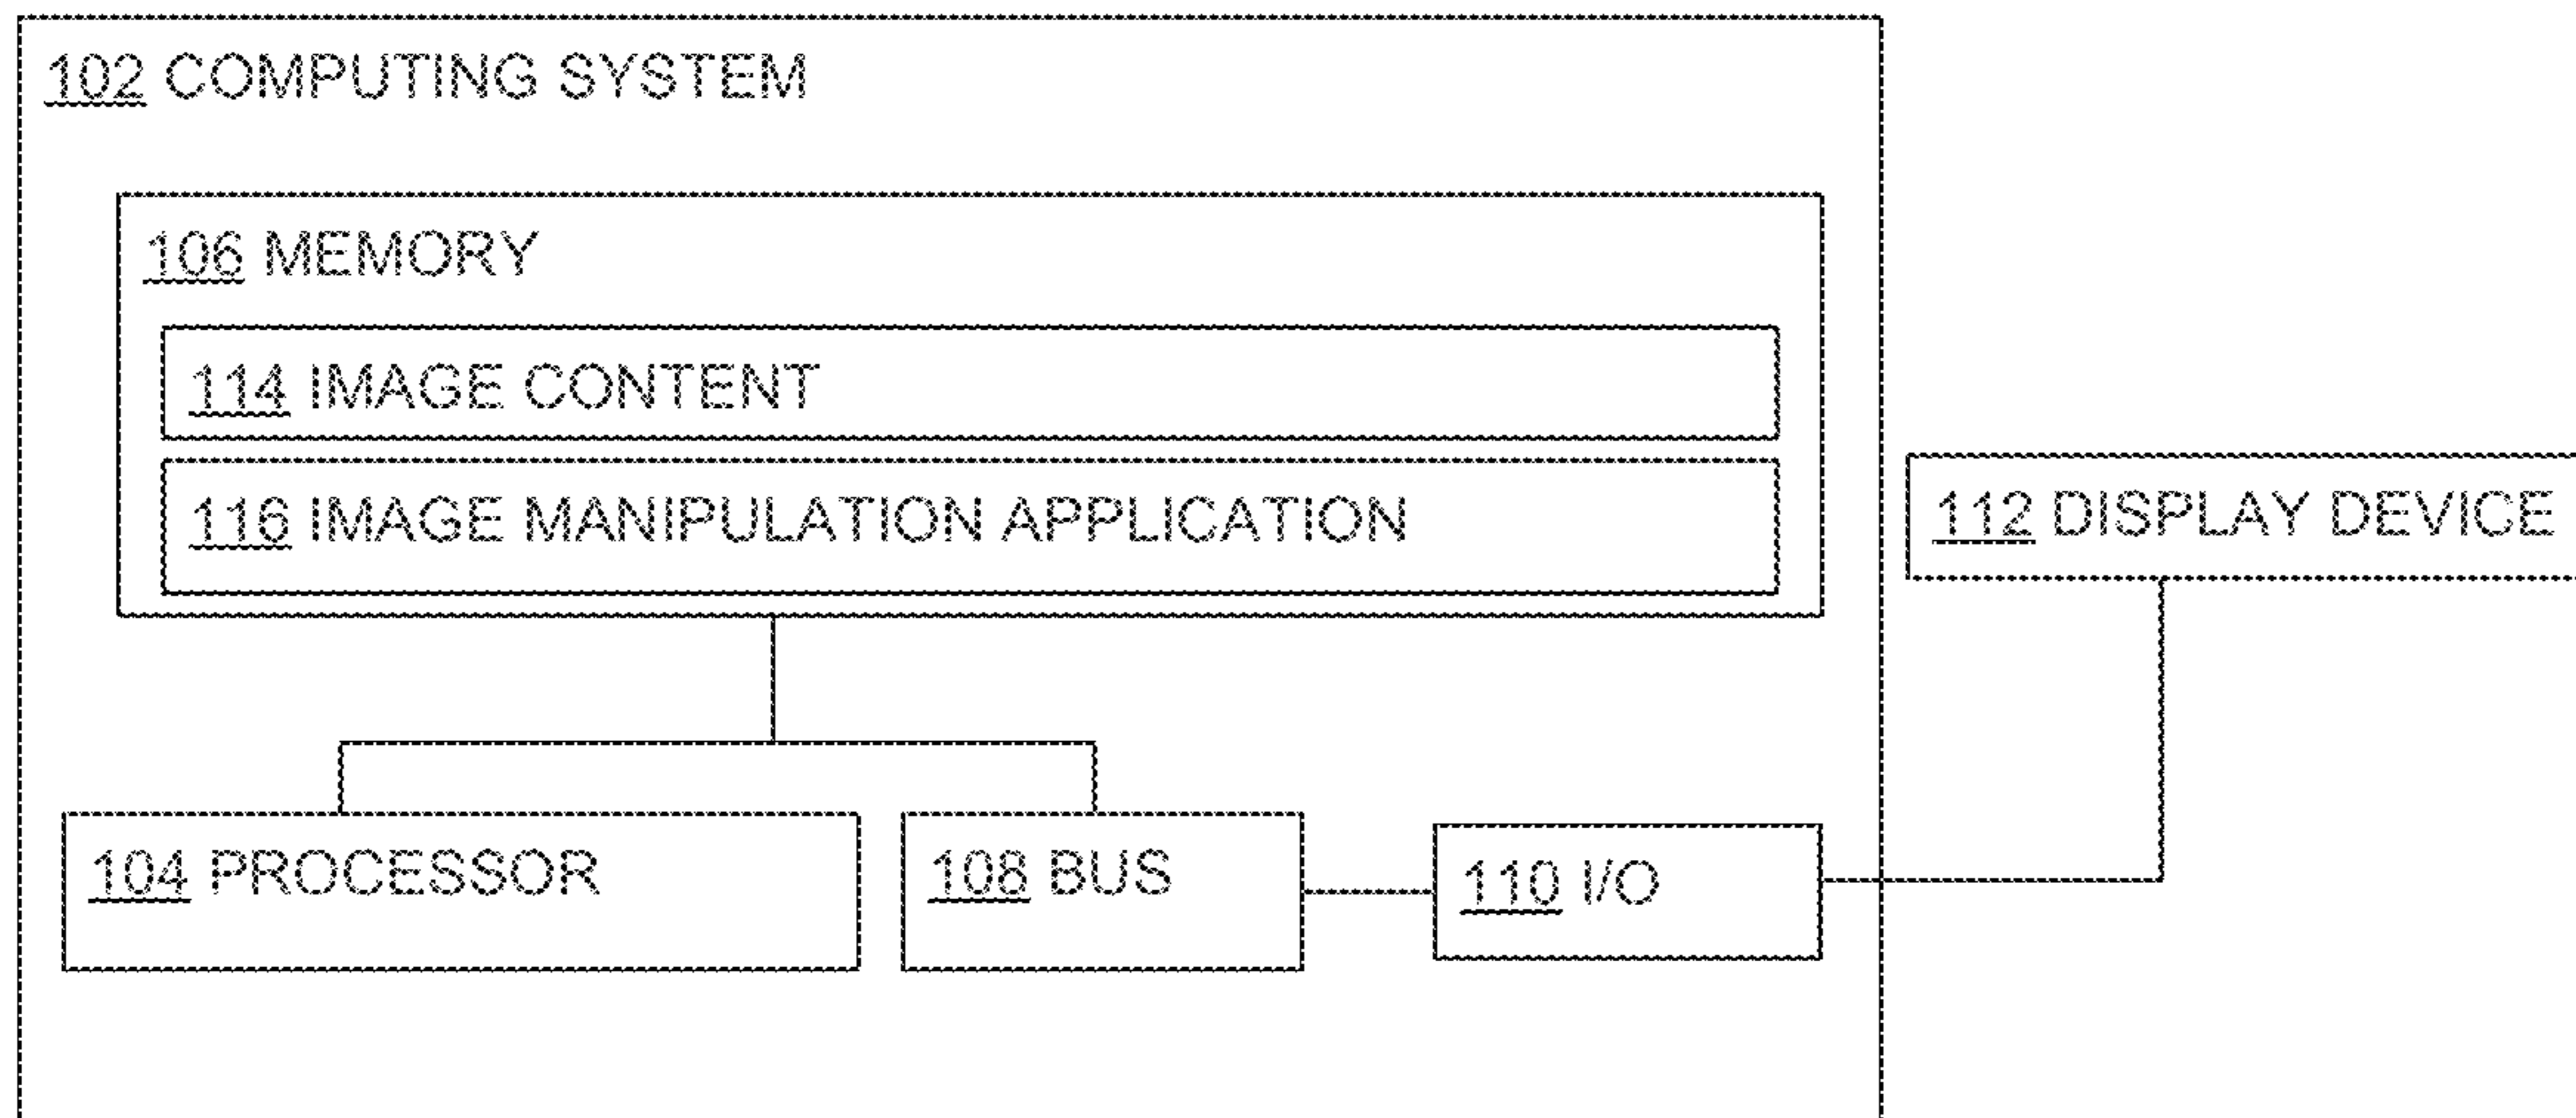 102 COMPUTING SYSTEM
106 MEMORY
114 IMAGE CONTENT
116 IMAGE MANIPULATION APPLICATION
112 DISPLAY DEVICE
104 PROCESSOR
108 BUS
110 I/O